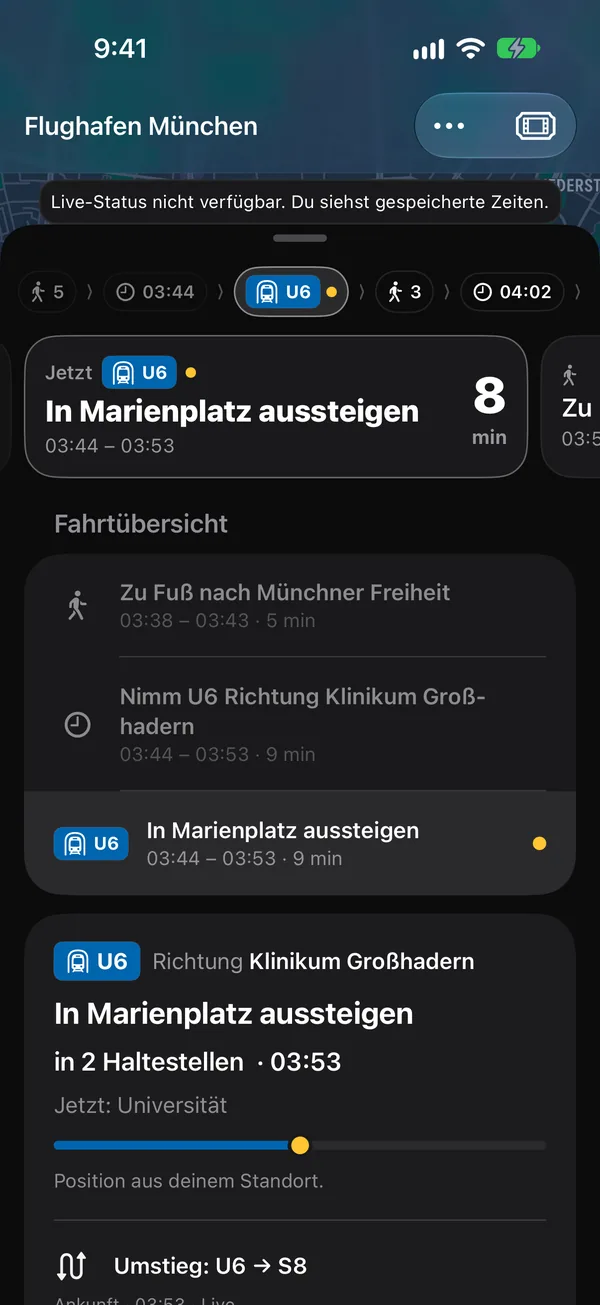 9:41
Flughafen München
Live-Status nicht verfügbar. Du siehst gespeicherte Zeiten.
5 03:44 U6 3 04:02
Jetzt U6
In Marienplatz aussteigen
03:44 – 03:53
8
min
Zu
Fahrtübersicht
Zu Fuß nach Münchner Freiheit
03:38 – 03:43 · 5 min
Nimm U6 Richtung Klinikum Groß-
hadern
03:44 – 03:53 · 9 min
U6 In Marienplatz aussteigen
03:44 – 03:53 · 9 min
U6 Richtung Klinikum Großhadern
In Marienplatz aussteigen
in 2 Haltestellen · 03:53
Jetzt: Universität
Position aus deinem Standort.
Umstieg: U6 → S8
Ankunft · 03:53 · Live